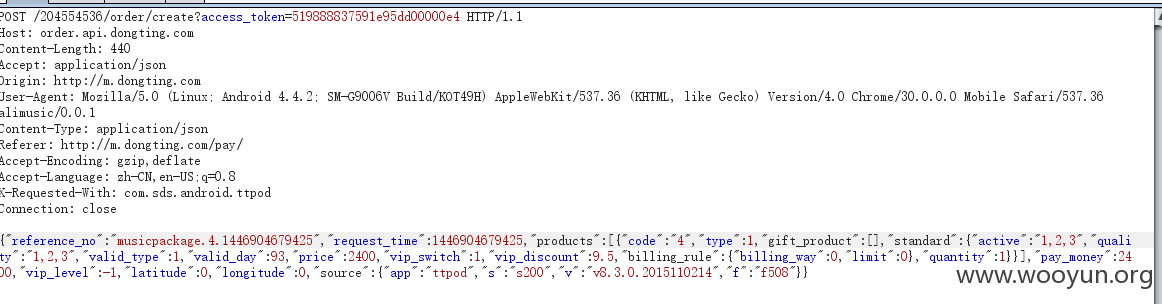 POST /204554536/order/create?access_token=519888837591e95dd00000e4 HTTP/1.1
Host: order.api.dongting.com
Content-Length: 440
Accept: application/json
Origin: http://m.dongting.com
User-Agent: Mozilla/5.0 (Linux; Android 4.4.2; SM-G9006V Build/KOT49H) AppleWebKit/537.36 (KHTML, like Gecko) Version/4.0 Chrome/30.0.0.0 Mobile Safari/537.36
alimusic/0.0.1
Content-Type: application/json
Referer: http://m.dongting.com/pay/
Accept-Encoding: gzip,deflate
Accept-Language: zh-CN,en-US;q=0.8
X-Requested-With: com.sds.android.ttpod
Connection: close
{"reference_no":"musicpackage.4.1446904679425","request_time":1446904679425,"products":[{"code":"4","type":1,"gift_product":[],"standard":{"active":"1,2,3","quali
ty":"1,2,3","valid_type":1,"valid_day":93,"price":2400,"vip_switch":1,"vip_discount":9.5,"billing_rule":{"billing_way":0,"limit":0},"quantity":1}}],"pay_money":24
00,"vip_level":-1,"latitude":0,"longitude":0,"source":{"app":"ttpod","s":"s200","v":"v8.3.0.2015110214","f":"f508"}}
www.wooyun.org